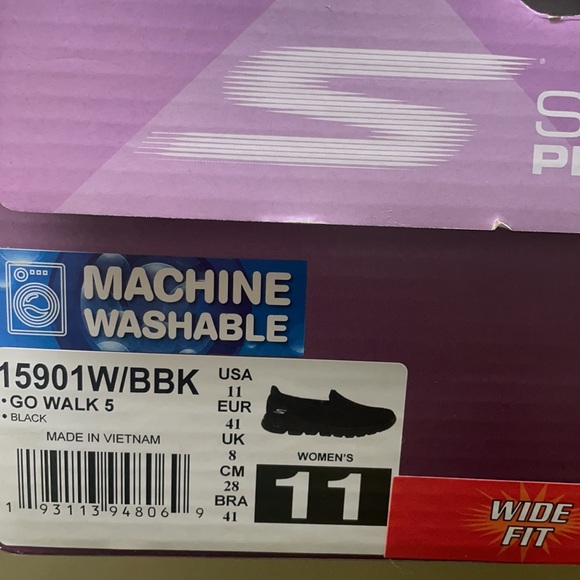 MACHINE
WASHABLE
15901W/BBK
• GO WALK 5
• BLACK
MADE IN VIETNAM
1 93113 94806 9
USA
11
EUR
41
UK
8
CM
28
BRA
41
WOMEN'S
11
WIDE
FIT